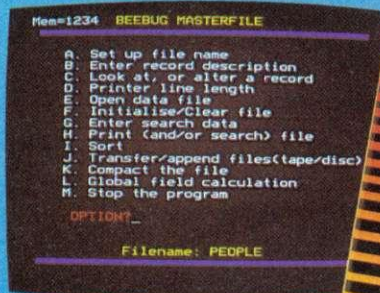 Mem=1234 BEEBUG MASTERFILE
A. Set up file name
B. Enter record description
C. Look at, or alter a record
D. Printer line length
E. Open data file
F. Initialise/Clear file
G. Enter search data
H. Print (and/or search) file
I. Sort
J. Transfer/append files(tape/disc)
K. Compact the file
L. Global field calculation
M. Stop the program
OPTION?_
Filename: PEOPLE